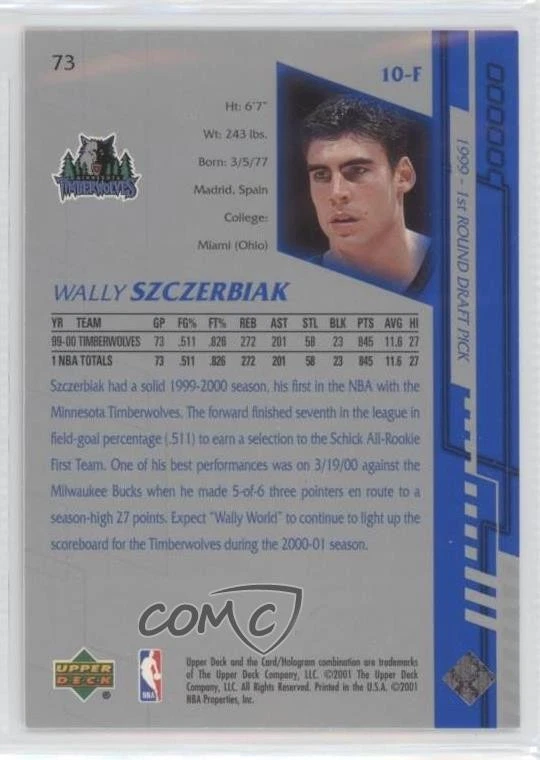 73
10-F
Ht: 6'7"
Wt: 243 lbs.
Born: 3/5/77
Madrid, Spain
College:
Miami (Ohio)
MINNESOTA
TIMBERWOLVES
1999 - 1st ROUND DRAFT PICK
WALLY SZCZERBIAK
YR TEAM GP FG% FT% REB AST STL BLK PTS AVG HI
99-00 TIMBERWOLVES 73 .511 .826 272 201 58 23 845 11.6 27
1 NBA TOTALS 73 .511 .826 272 201 58 23 845 11.6 27
Szczerbiak had a solid 1999-2000 season, his first in the NBA with the
Minnesota Timberwolves. The forward finished seventh in the league in
field-goal percentage (.511) to earn a selection to the Schick All-Rookie
First Team. One of his best performances was on 3/19/00 against the
Milwaukee Bucks when he made 5-of-6 three pointers en route to a
season-high 27 points. Expect "Wally World" to continue to light up the
scoreboard for the Timberwolves during the 2000-01 season.
COMC
UPPER
DECK ®
NBA
Upper Deck and the Card/Hologram combination are trademarks
of The Upper Deck Company, LLC. ©2001 The Upper Deck
Company, LLC. All Rights Reserved. Printed in the U.S.A. ©2001
NBA Properties, Inc.